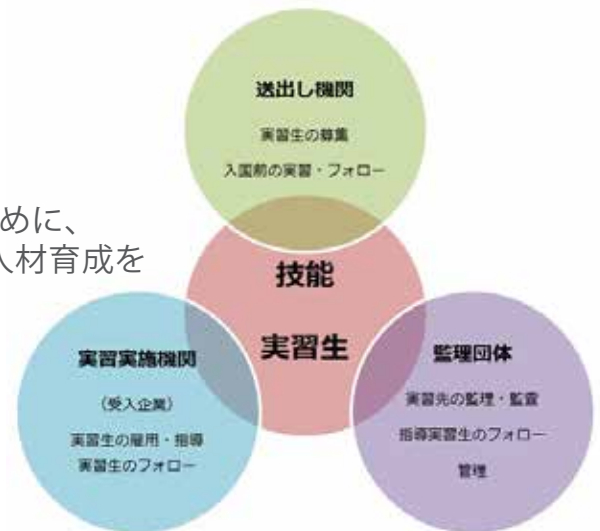 送出し機関
実習生の募集
入国前の実習・フォロー
めに、
人材育成を
技能
実習生
実習実施機関
（受入企業）
実習生の雇用・指導
実習生のフォロー
監理団体
実習先の監理・監査
指導実習生のフォロー
管理